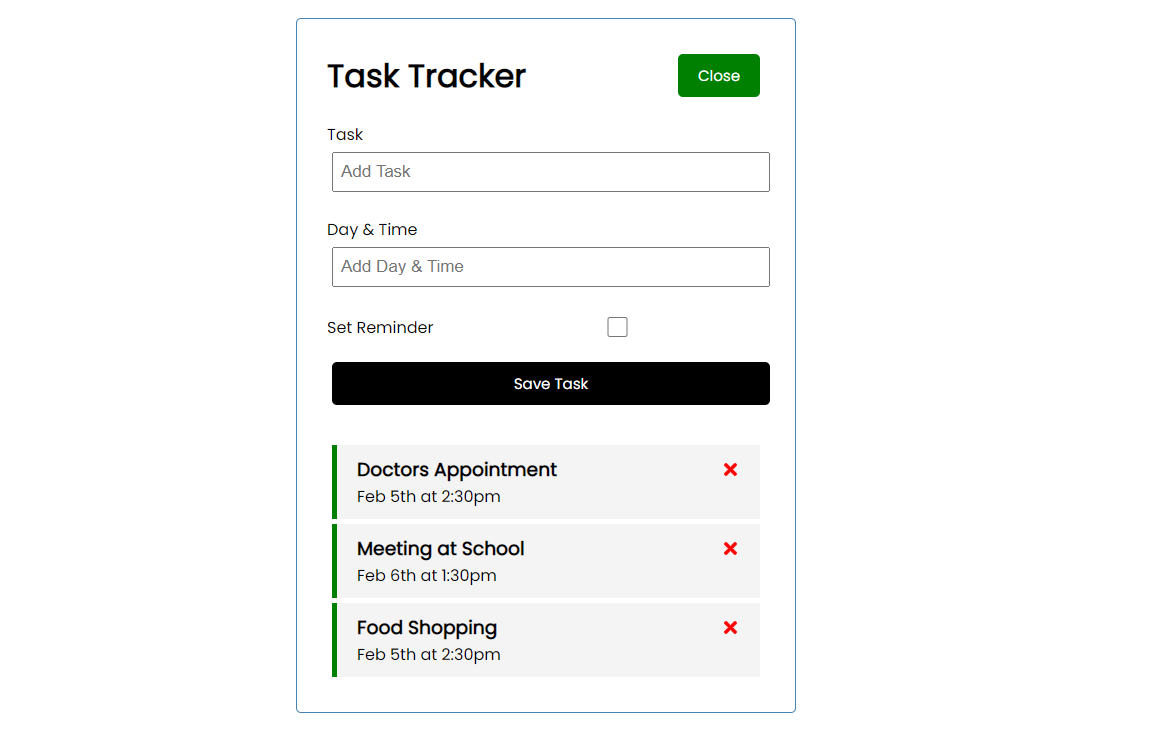 Task Tracker
Close
Task
Add Task
Day & Time
Add Day & Time
Set Reminder
Save Task
Doctors Appointment
Feb 5th at 2:30pm
Meeting at School
Feb 6th at 1:30pm
Food Shopping
Feb 5th at 2:30pm